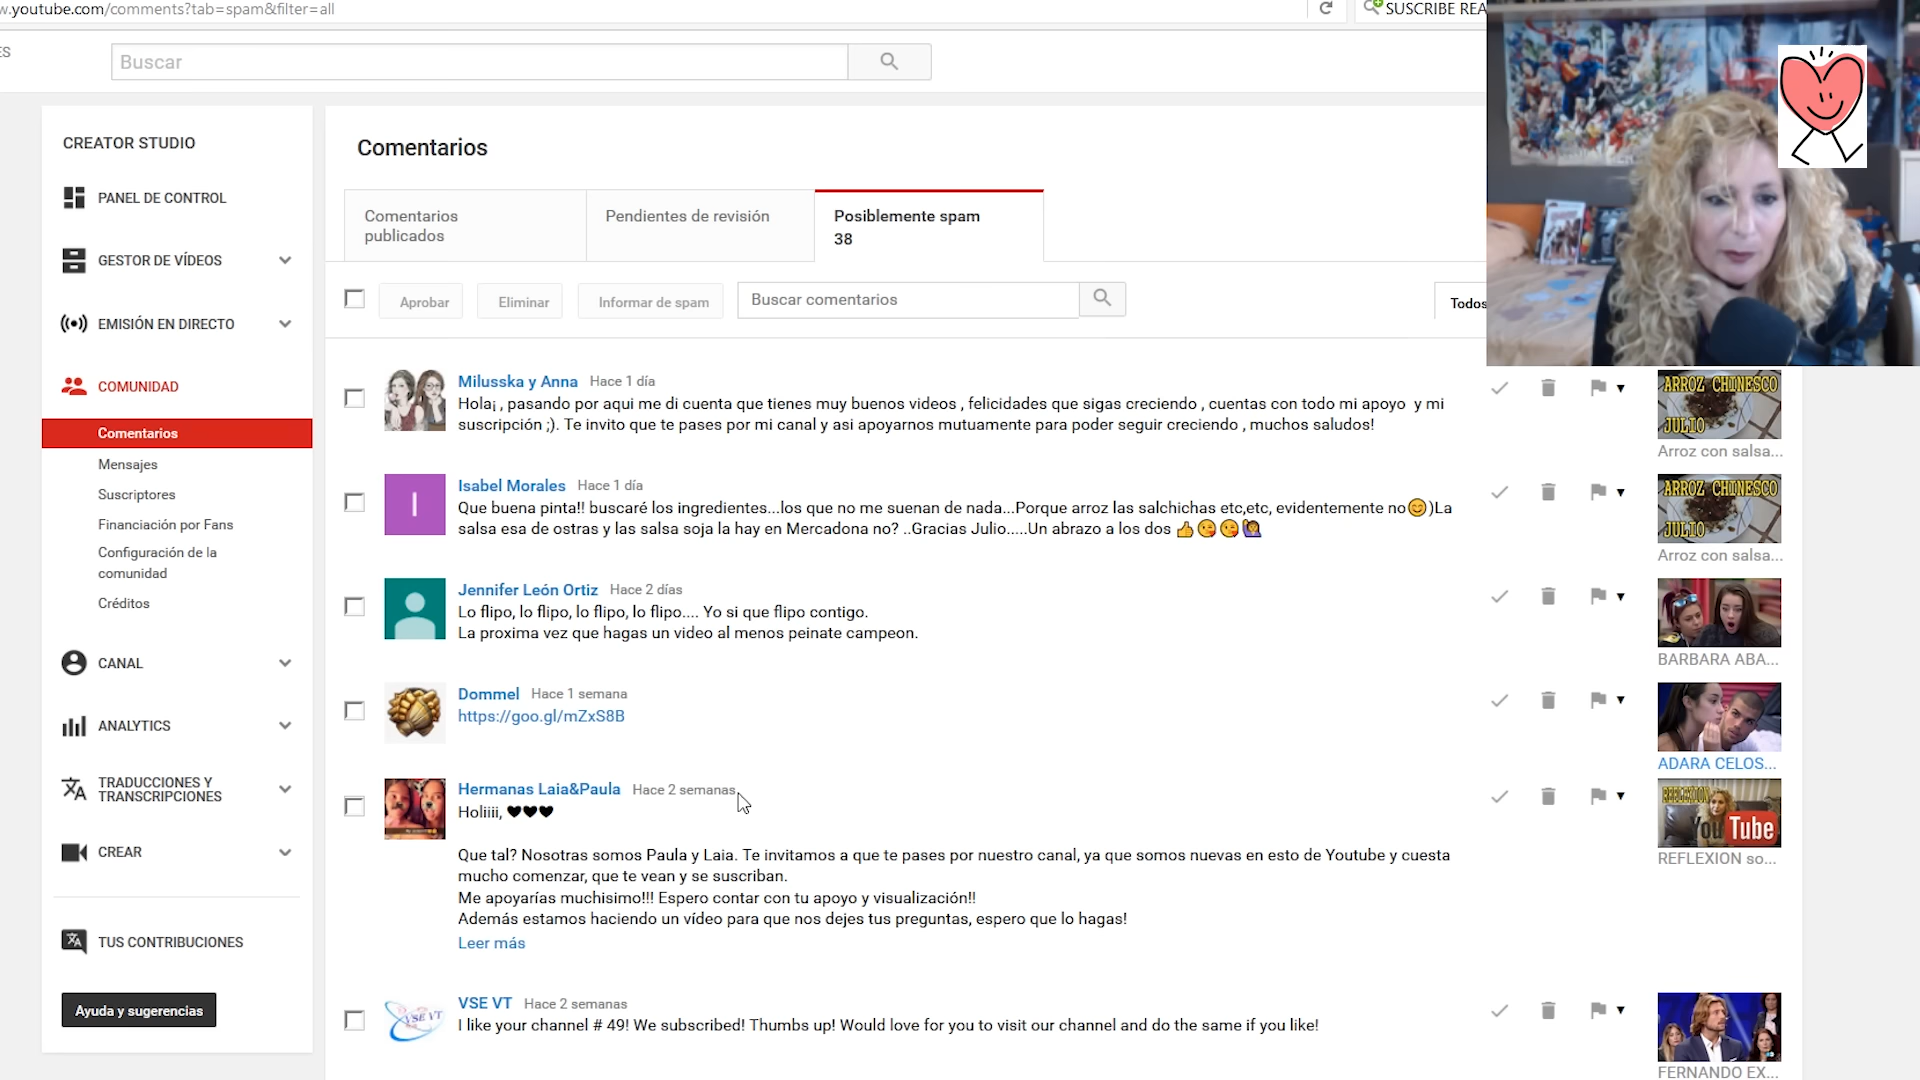 w.youtube.com/comments?tab=spam&filter=all
SUSCRIBE REA
ES
Buscar
CREATOR STUDIO
PANEL DE CONTROL
GESTOR DE VÍDEOS
EMISIÓN EN DIRECTO
COMUNIDAD
Comentarios
Mensajes
Suscriptores
Financiación por Fans
Configuración de la
comunidad
Créditos
CANAL
ANALYTICS
TRADUCCIONES Y
TRANSCRIPCIONES
CREAR
TUS CONTRIBUCIONES
Ayuda y sugerencias
Comentarios
Comentarios
publicados
Pendientes de revisión
Posiblemente spam
38
Aprobar
Eliminar
Informar de spam
Buscar comentarios
Todos
Milusska y Anna Hace 1 día
Hola¡ , pasando por aqui me di cuenta que tienes muy buenos videos , felicidades que sigas creciendo , cuentas con todo mi apoyo y mi
suscripción ;). Te invito que te pases por mi canal y asi apoyarnos mutuamente para poder seguir creciendo , muchos saludos!
ARROZ CHINESCO
JULIO
Arroz con salsa...
Isabel Morales Hace 1 día
Que buena pinta!! buscaré los ingredientes...los que no me suenan de nada...Porque arroz las salchichas etc,etc, evidentemente no😊)La
salsa esa de ostras y las salsa soja la hay en Mercadona no? ..Gracias Julio.....Un abrazo a los dos 👍😘😘🙋
ARROZ CHINESCO
JULIO
Arroz con salsa...
Jennifer León Ortiz Hace 2 días
Lo flipo, lo flipo, lo flipo, lo flipo.... Yo si que flipo contigo.
La proxima vez que hagas un video al menos peinate campeon.
BARBARA ABA...
Dommel Hace 1 semana
https://goo.gl/mZxS8B
ADARA CELOS...
Hermanas Laia&Paula Hace 2 semanas
Holiiii, ♥♥♥
Que tal? Nosotras somos Paula y Laia. Te invitamos a que te pases por nuestro canal, ya que somos nuevas en esto de Youtube y cuesta
mucho comenzar, que te vean y se suscriban.
Me apoyarías muchisimo!!! Espero contar con tu apoyo y visualización!!
Además estamos haciendo un vídeo para que nos dejes tus preguntas, espero que lo hagas!
Leer más
REFLEXION
YouTube
REFLEXION so...
VSE VT Hace 2 semanas
I like your channel # 49! We subscribed! Thumbs up! Would love for you to visit our channel and do the same if you like!
VSE VT
FERNANDO EX...
I